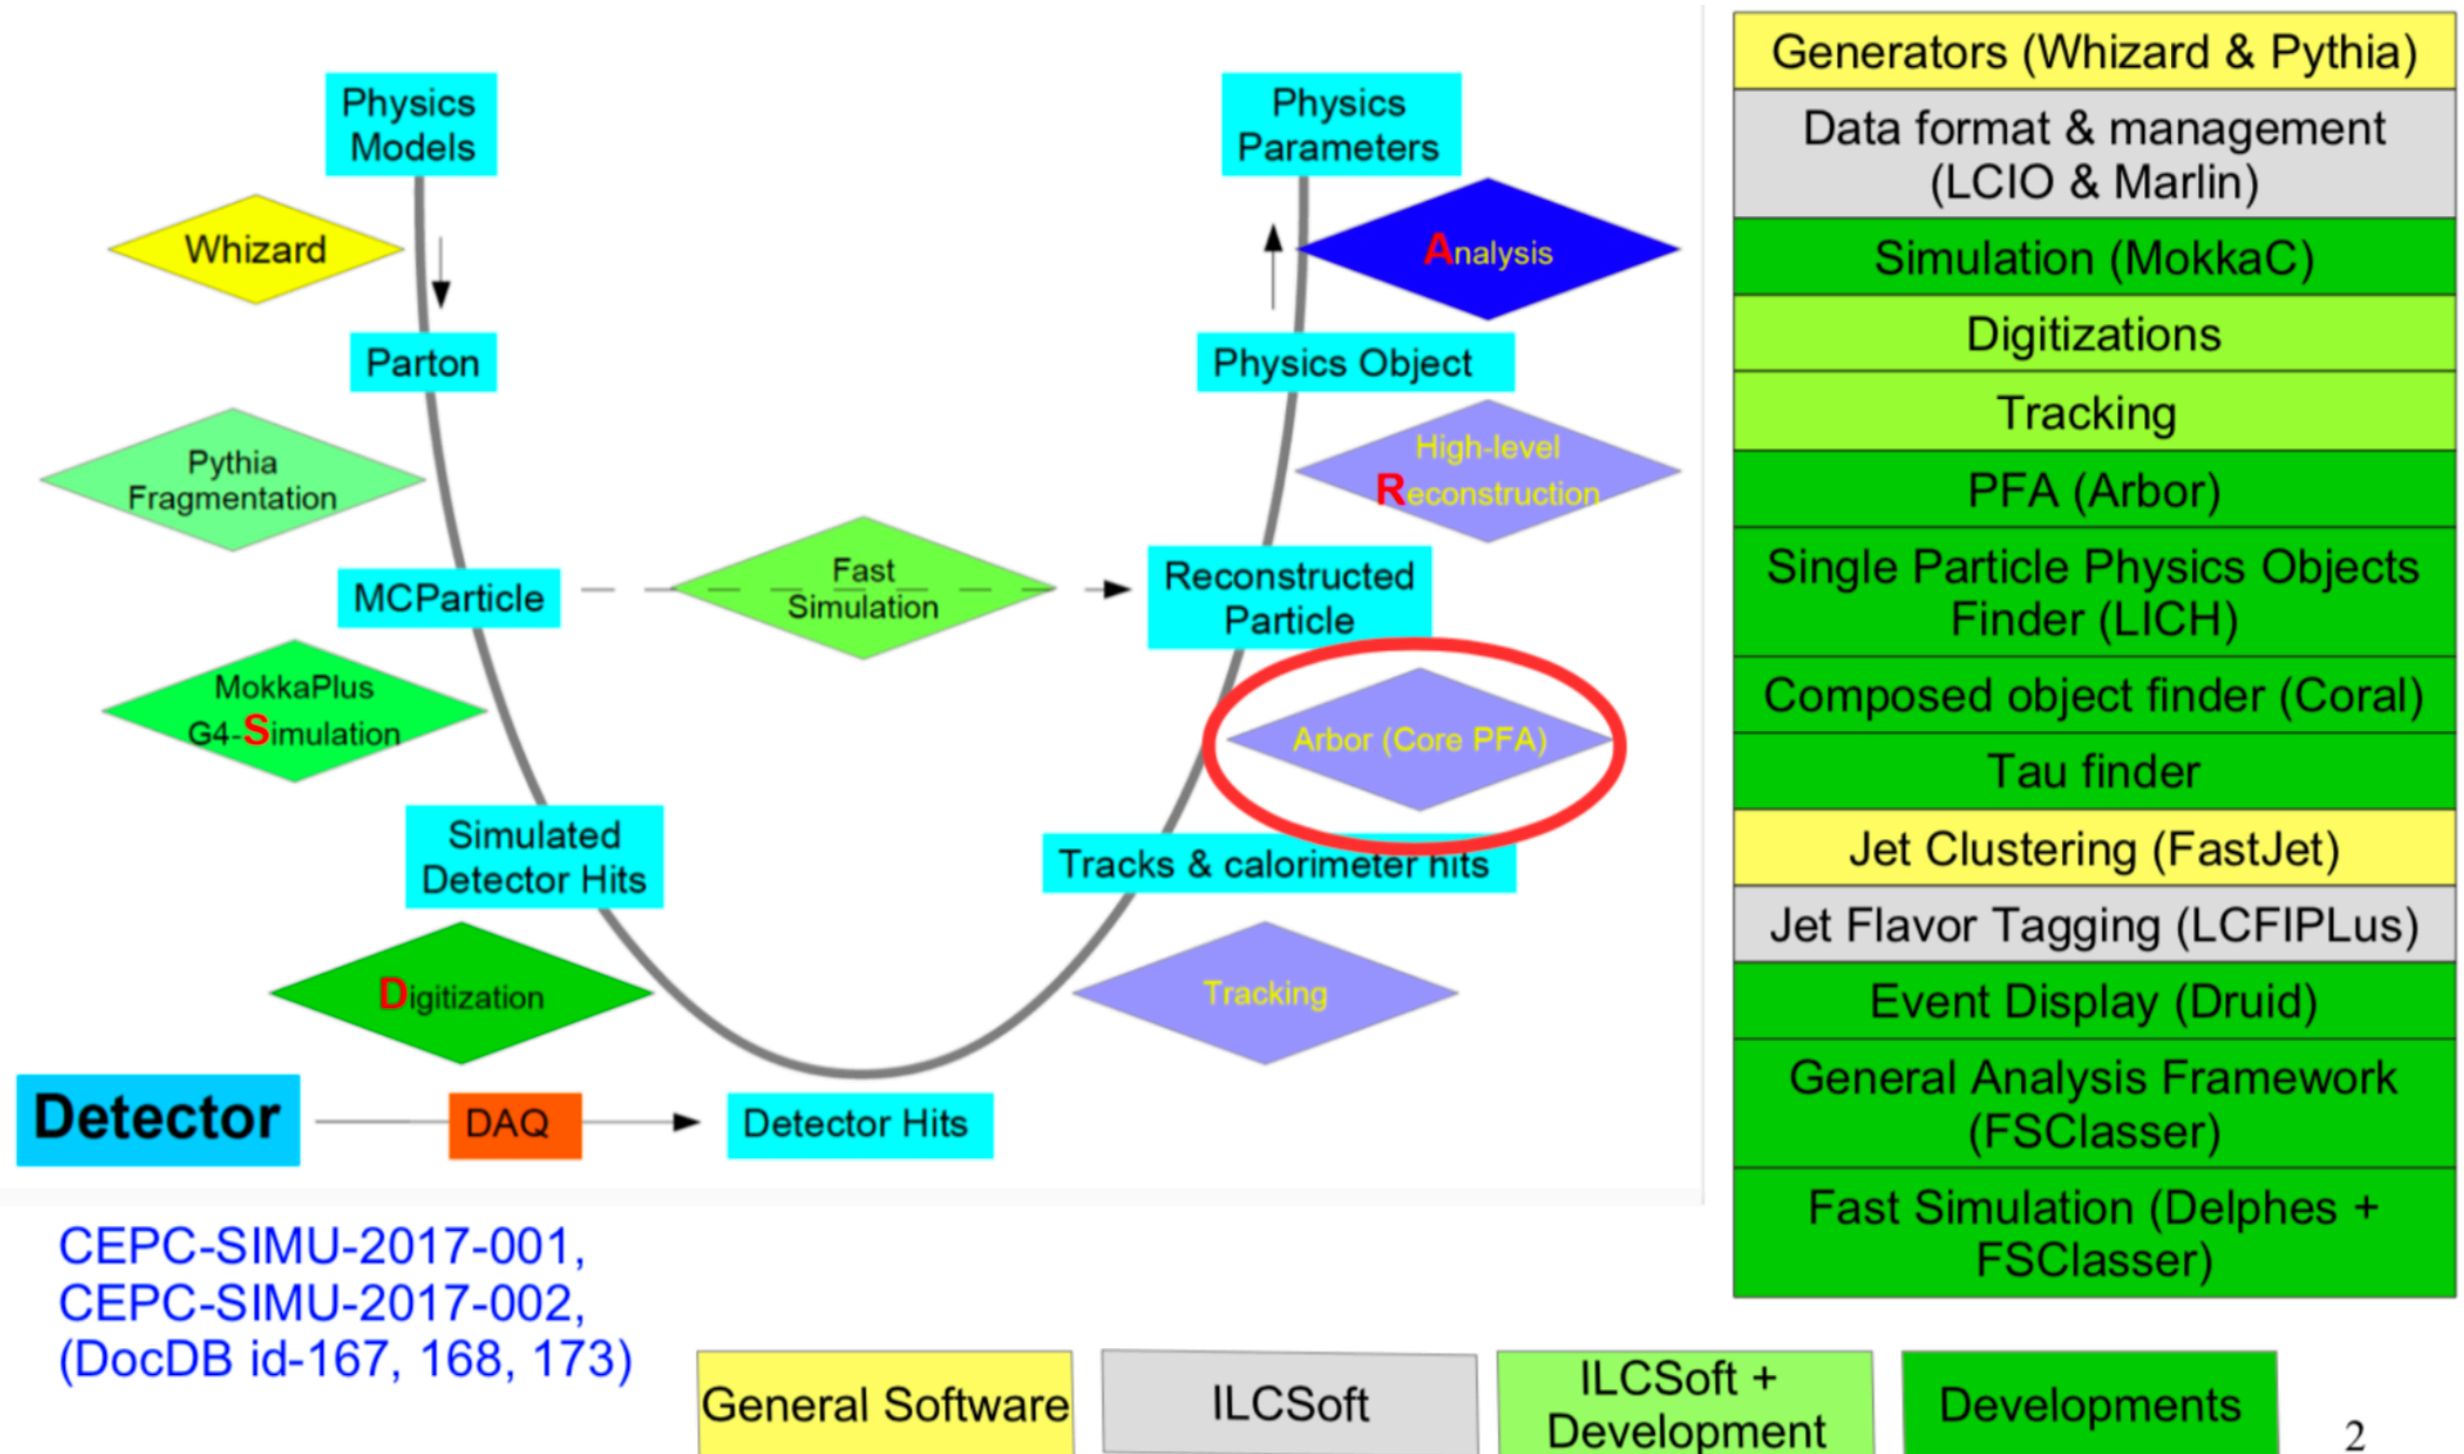 Physics
Models
Whizard
Parton
Pythia
Fragmentation
MCParticle
MokkaPlus
G4-Simulation
Simulated
Detector Hits
Digitization
Detector
DAQ
Detector Hits
Fast
Simulation
Physics
Parameters
Analysis
Physics Object
High-level
Reconstruction
Reconstructed
Particle
Arbor (Core PFA)
Tracks & calorimeter hits
Tracking
Generators (Whizard & Pythia)
Data format & management
(LCIO & Marlin)
Simulation (MokkaC)
Digitizations
Tracking
PFA (Arbor)
Single Particle Physics Objects
Finder (LICH)
Composed object finder (Coral)
Tau finder
Jet Clustering (FastJet)
Jet Flavor Tagging (LCFIPLus)
Event Display (Druid)
General Analysis Framework
(FSClasser)
Fast Simulation (Delphes +
FSClasser)
CEPC-SIMU-2017-001,
CEPC-SIMU-2017-002,
(DocDB id-167, 168, 173)
General Software
ILCSoft
ILCSoft +
Development
Developments
2